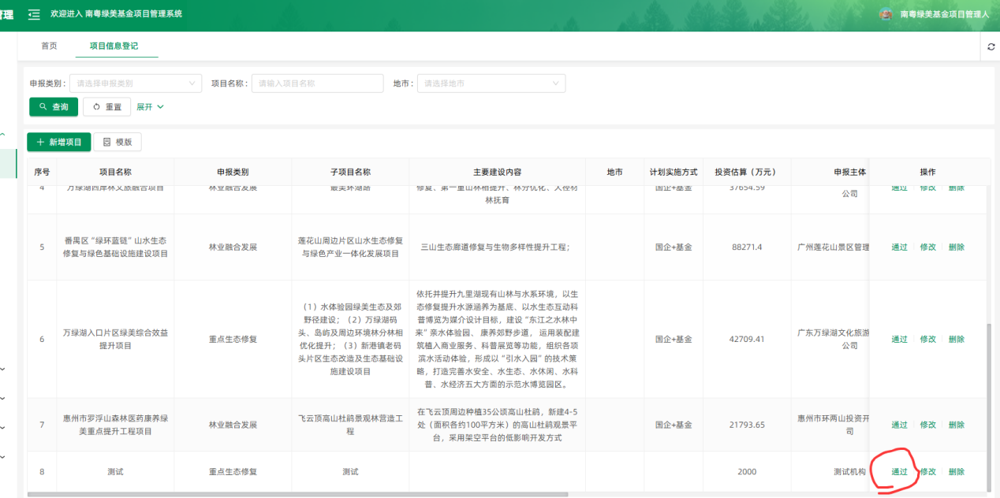 管理 欢迎进入 南粤绿美基金项目管理系统 南粤绿美基金项目管理人
首页 项目信息登记
申报类别： 请选择申报类别 项目名称： 请输入项目名称 地市： 请选择地市
查询 重置 展开
新增项目 模版
序号 项目名称 申报类别 子项目名称 主要建设内容 地市 计划实施方式 投资估算（万元） 申报主体 操作
4 万绿湖西岸林文旅融合项目 林业融合发展 最美环湖路 修复、第一重山林相提升、林分优化、大径材 国企+基金 37654.59 通过 修改 删除
林抚育 公司
5 番禺区“绿环蓝链”山水生态 林业融合发展 莲花山周边片区山水生态修复 三山生态廊道修复与生物多样性提升工程； 国企+基金 88271.4 广州莲花山景区管理 通过 修改 删除
修复与绿色基础设施建设项目 与绿色产业一体化发展项目
依托并提升九里湖现有山林与水系环境，以生
（1）水体验园绿美生态及郊 态修复提升水源涵养为基底、以水生态互动科
野径建设；（2）万绿湖码 普博览为媒介设计目标，建设“东江之水林中
6 万绿湖入口片区绿美综合效益 重点生态修复 头、岛屿及周边环境林分林相 来”亲水体验园、 康养郊野步道， 运用装配建 国企+基金 42709.41 广东万绿湖文化旅游 通过 修改 删除
提升项目 优化提升；（3）新港镇老码 筑植入商业服务、科普展览等功能，组织各项 公司
头片区生态改造及生态基础设 滨水活动体验，形成以“引水入园”的技术策
施建设项目 略，打造完善水安全、水生态、水休闲、水科
普、水经济五大方面的示范水博览园区。
7 惠州市罗浮山森林医药康养绿 林业融合发展 飞云顶高山杜鹃景观林营造工 在飞云顶周边种植35公顷高山杜鹃，新建4-5 国企+基金 21793.65 惠州市环两山投资开 通过 修改 删除
美重点提升工程项目 程 处（面积各约100平方米）的高山杜鹃观景平 司
台，采用架空平台的低影响开发方式
8 测试 重点生态修复 测试 2000 测试机构 通过 修改 删除